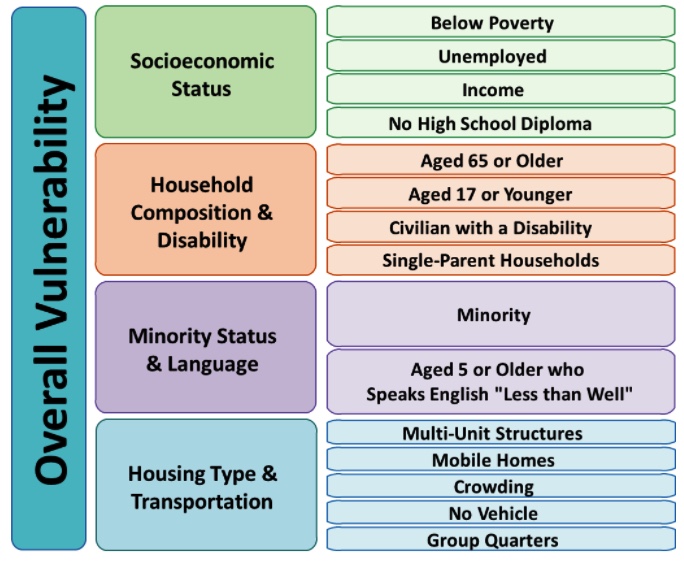 Overall Vulnerability
Socioeconomic
Status
Below Poverty
Unemployed
Income
No High School Diploma
Household
Composition &
Disability
Aged 65 or Older
Aged 17 or Younger
Civilian with a Disability
Single-Parent Households
Minority Status
& Language
Minority
Aged 5 or Older who
Speaks English "Less than Well"
Housing Type &
Transportation
Multi-Unit Structures
Mobile Homes
Crowding
No Vehicle
Group Quarters